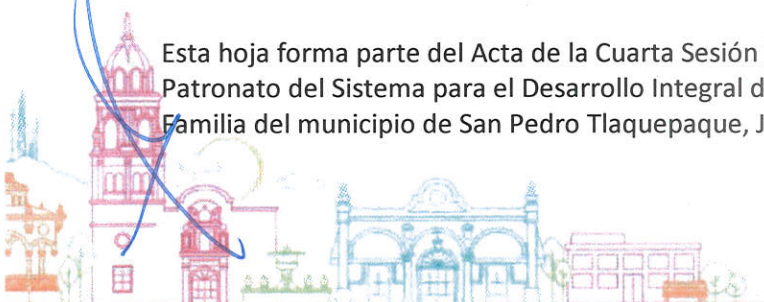 Esta hoja forma parte del Acta de la Cuarta Sesión
Patronato del Sistema para el Desarrollo Integral d
Familia del municipio de San Pedro Tlaquepaque, J